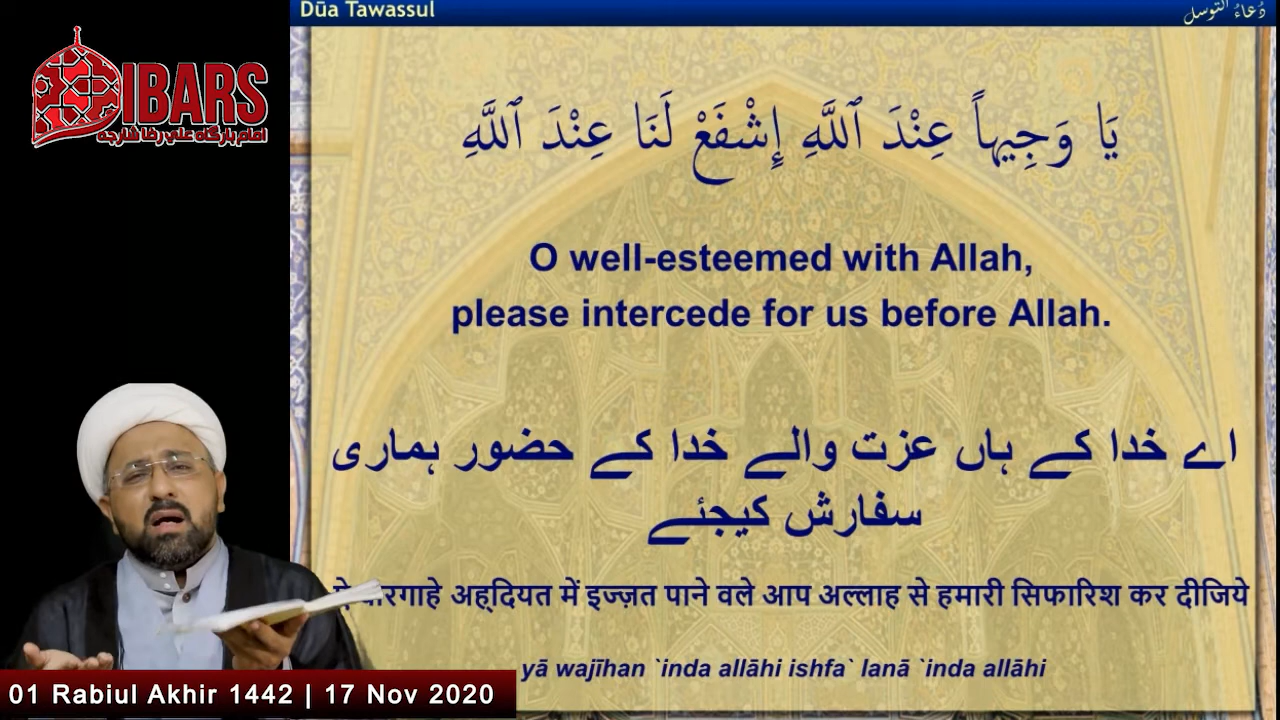 Dūa Tawassul
دُعاءُ التوسل
IBARS
امام بارگاہ علی رضا شارجہ
يَا وَجِيهاً عِنْدَ ٱللَّهِ إِشْفَعْ لَنَا عِنْدَ ٱللَّهِ
O well-esteemed with Allah,
please intercede for us before Allah.
اے خدا کے ہاں عزت والے خدا کے حضور ہماری
سفارش کیجئے
अह्दियत में इज्ज़त पाने वले आप अल्लाह से हमारी सिफारिश कर दीजिये
yā wajīhan `inda allāhi ishfa` lanā `inda allāhi
01 Rabiul Akhir 1442 | 17 Nov 2020